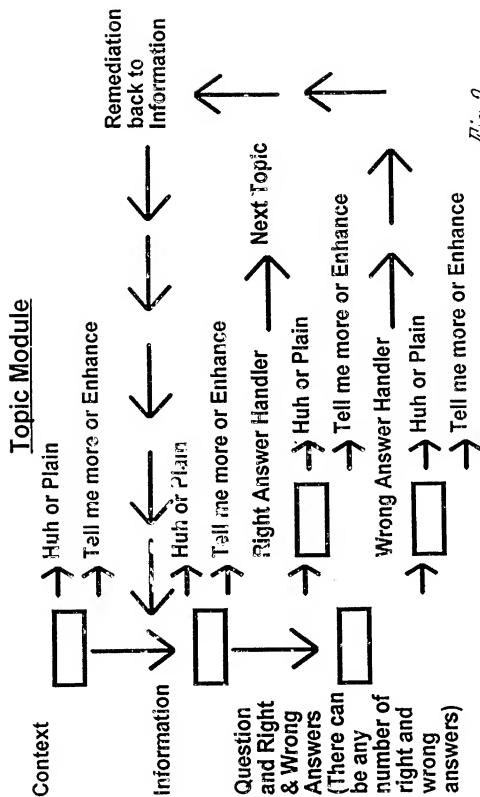 Topic Module
Context
Huh or Plain
Tell me more or Enhance
Remediation
back to
Information
Information
Huh or Plain
Tell me more or Enhance
Question
and Right
& Wrong
Answers
(There can
be any
number of
right and
wrong
answers)
Right Answer Handler
Next Topic
Huh or Plain
Tell me more or Enhance
Wrong Answer Handler
Huh or Plain
Tell me more or Enhance